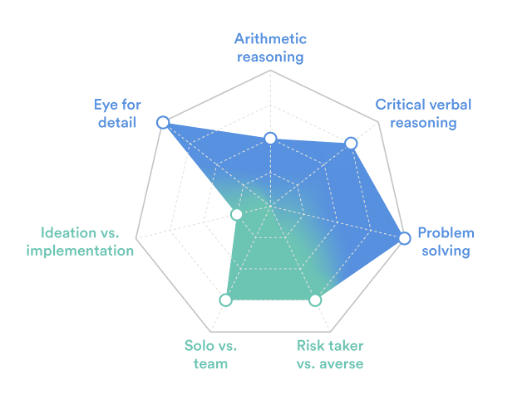 Arithmetic
reasoning
Eye for
detail
Critical verbal
reasoning
Ideation vs.
implementation
Problem
solving
Solo vs.
team
Risk taker
vs. averse